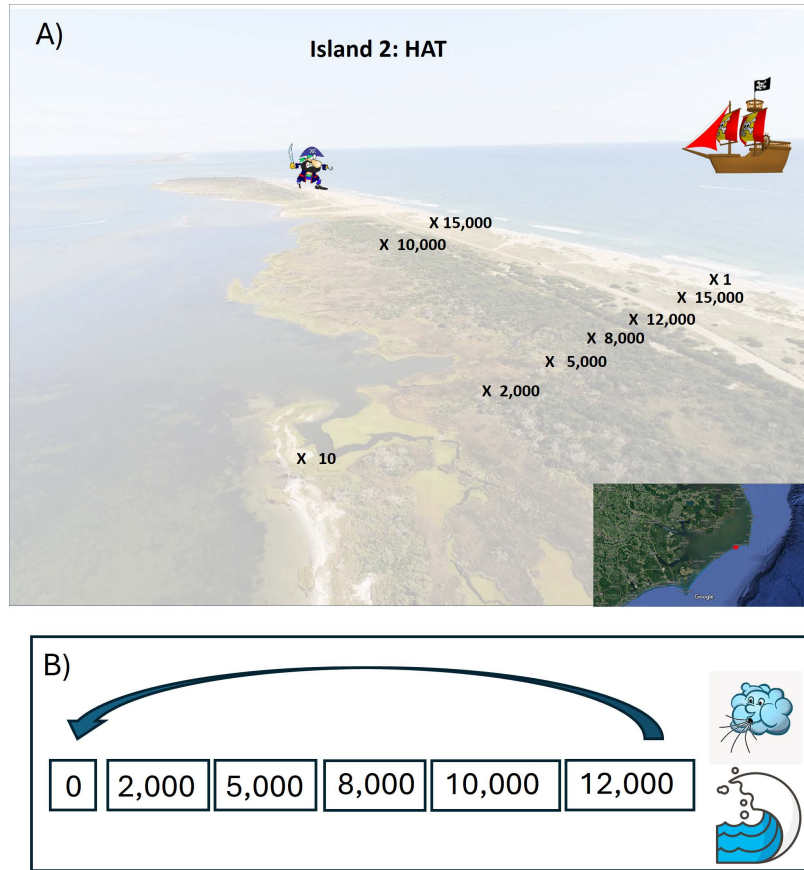 A)
Island 2: HAT
X 15,000
X 10,000
X 1
X 15,000
X 12,000
X 8,000
X 5,000
X 2,000
X 10
Google
B)
0 2,000 5,000 8,000 10,000 12,000